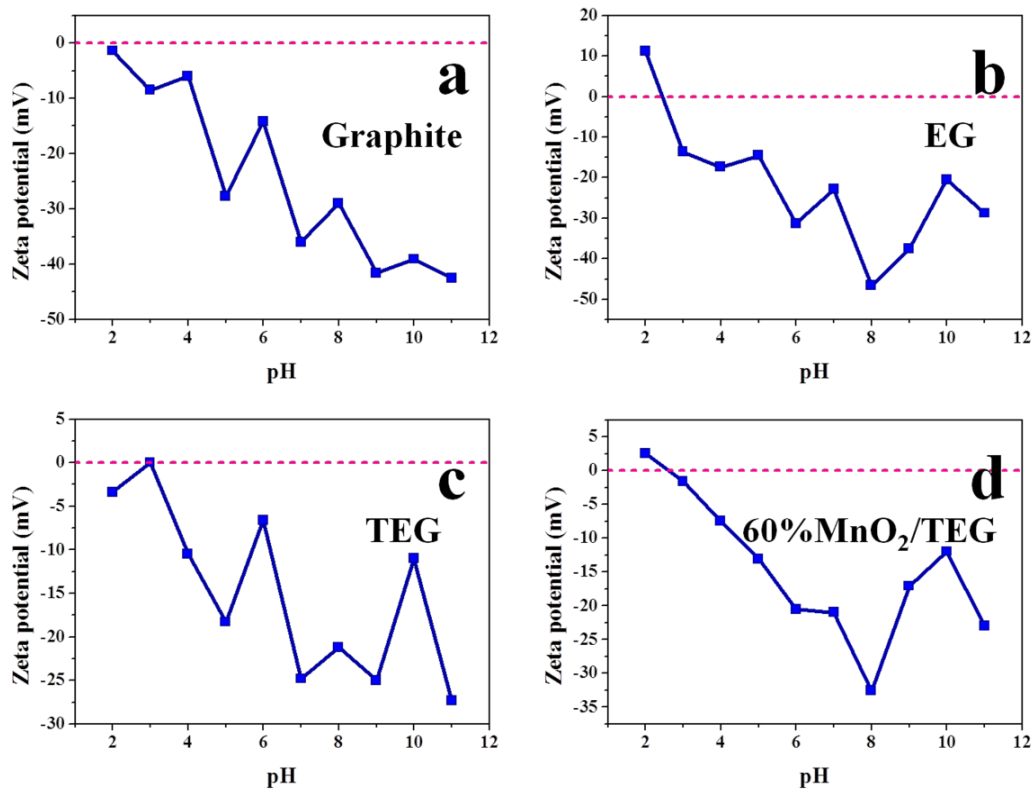 a
Graphite
Zeta potential (mV)
0
-10
-20
-30
-40
-50
2 4 6 8 10 12
pH
b
EG
Zeta potential (mV)
20
10
0
-10
-20
-30
-40
-50
2 4 6 8 10 12
pH
c
TEG
Zeta potential (mV)
5
0
-5
-10
-15
-20
-25
-30
2 4 6 8 10 12
pH
d
60%MnO₂/TEG
Zeta potential (mV)
5
0
-5
-10
-15
-20
-25
-30
-35
2 4 6 8 10 12
pH